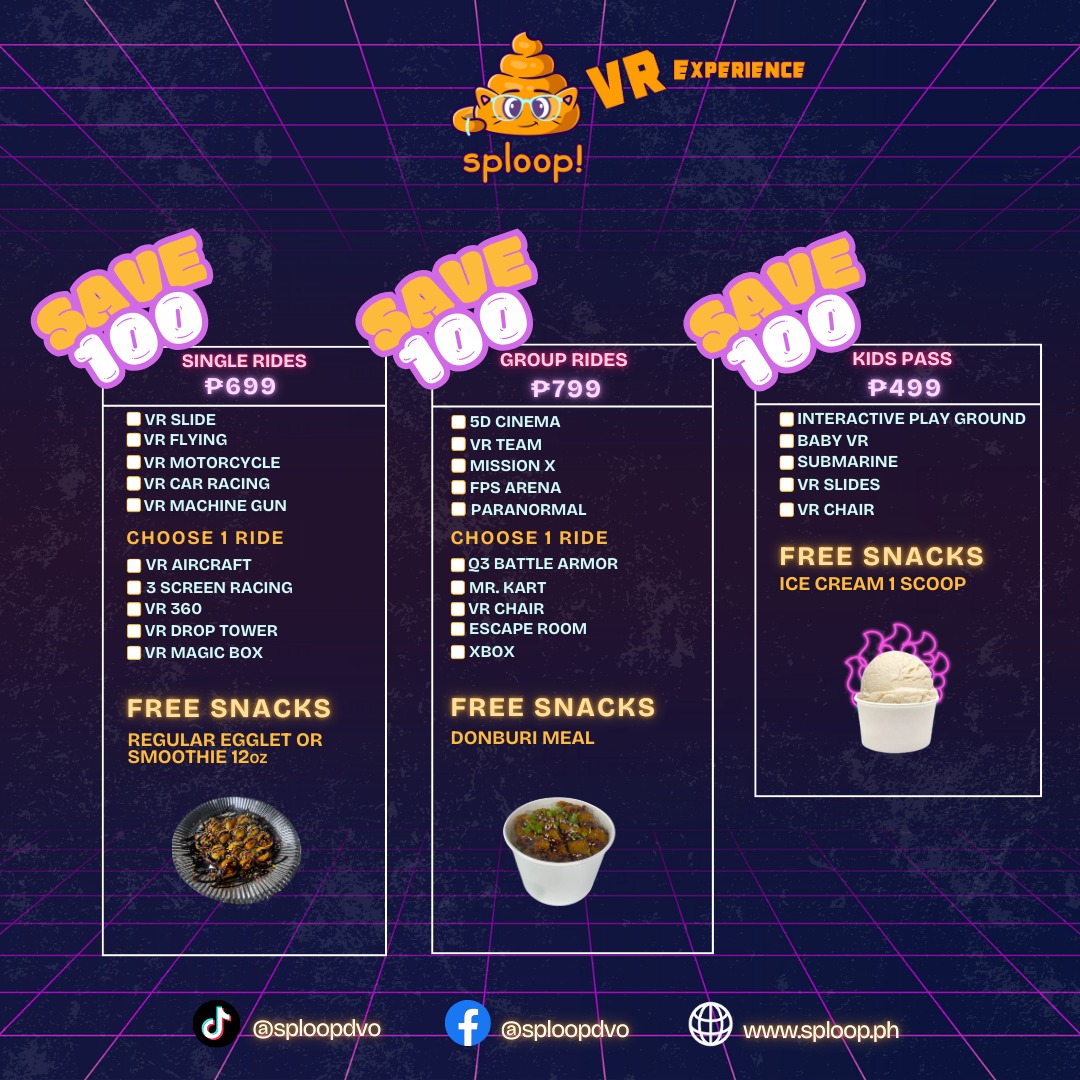 VR EXPERIENCE
sploop!
SAVE
100
SINGLE RIDES
₱699
VR SLIDE
VR FLYING
VR MOTORCYCLE
VR CAR RACING
VR MACHINE GUN
CHOOSE 1 RIDE
VR AIRCRAFT
3 SCREEN RACING
VR 360
VR DROP TOWER
VR MAGIC BOX
FREE SNACKS
REGULAR EGGLET OR
SMOOTHIE 12oz
SAVE
100
GROUP RIDES
₱799
5D CINEMA
VR TEAM
MISSION X
FPS ARENA
PARANORMAL
CHOOSE 1 RIDE
Q3 BATTLE ARMOR
MR. KART
VR CHAIR
ESCAPE ROOM
XBOX
FREE SNACKS
DONBURI MEAL
SAVE
100
KIDS PASS
₱499
INTERACTIVE PLAY GROUND
BABY VR
SUBMARINE
VR SLIDES
VR CHAIR
FREE SNACKS
ICE CREAM 1 SCOOP
@sploopdvo
@sploopdvo
www.sploop.ph